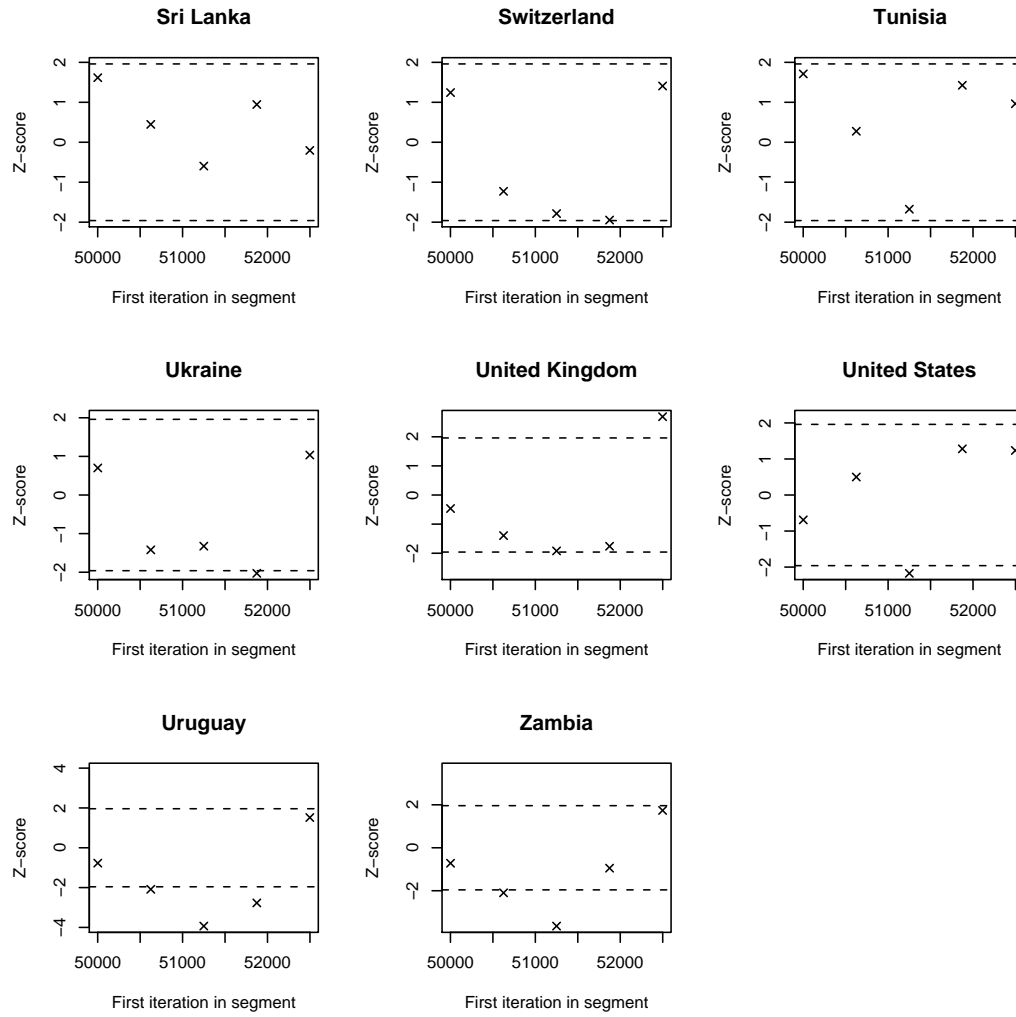 Sri Lanka
Switzerland
Tunisia
Z−score
2
1
0
−1
−2
50000 51000 52000
First iteration in segment
Z−score
2
1
0
−1
−2
50000 51000 52000
First iteration in segment
Z−score
2
1
0
−1
−2
50000 51000 52000
First iteration in segment
Ukraine
United Kingdom
United States
Z−score
2
1
0
−1
−2
50000 51000 52000
First iteration in segment
Z−score
2
0
−2
50000 51000 52000
First iteration in segment
Z−score
2
1
0
−1
−2
50000 51000 52000
First iteration in segment
Uruguay
Zambia
Z−score
4
2
0
−2
−4
50000 51000 52000
First iteration in segment
Z−score
2
0
−2
50000 51000 52000
First iteration in segment